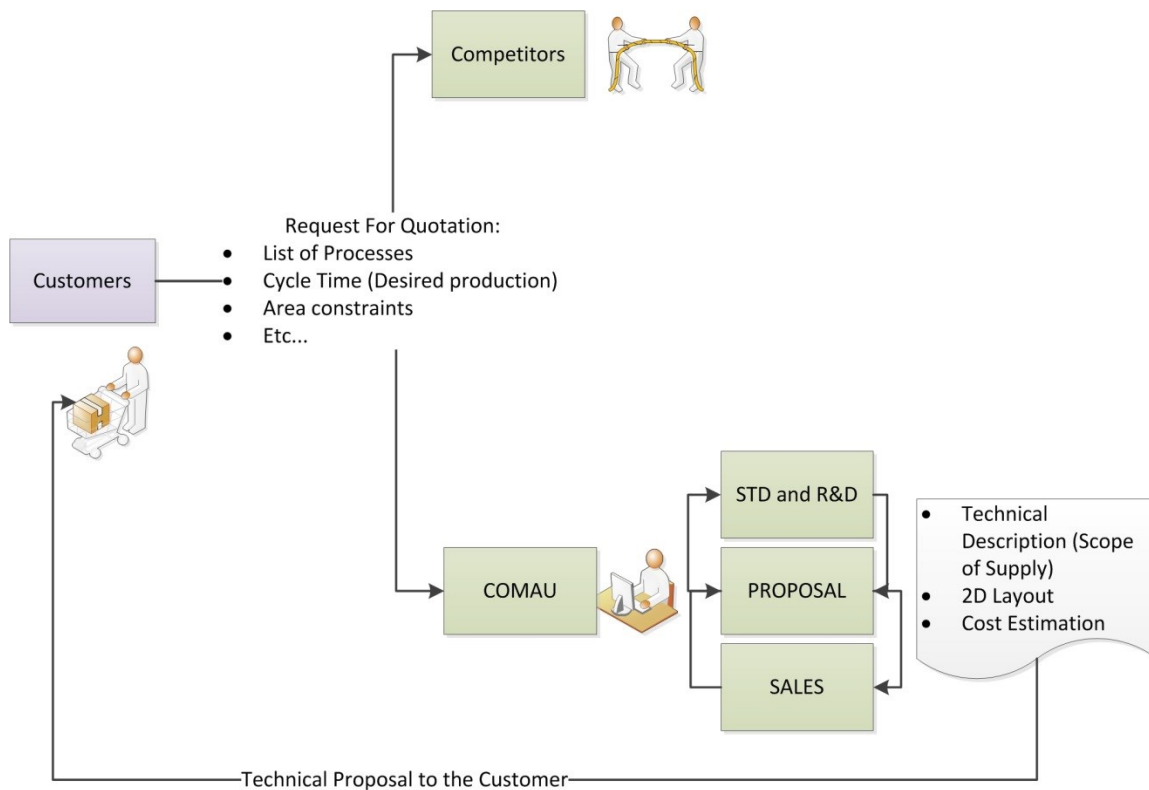 Competitors
Request For Quotation:
• List of Processes
• Cycle Time (Desired production)
• Area constraints
• Etc...
Customers
STD and R&D
COMAU
PROPOSAL
SALES
• Technical
Description (Scope
of Supply)
• 2D Layout
• Cost Estimation
Technical Proposal to the Customer